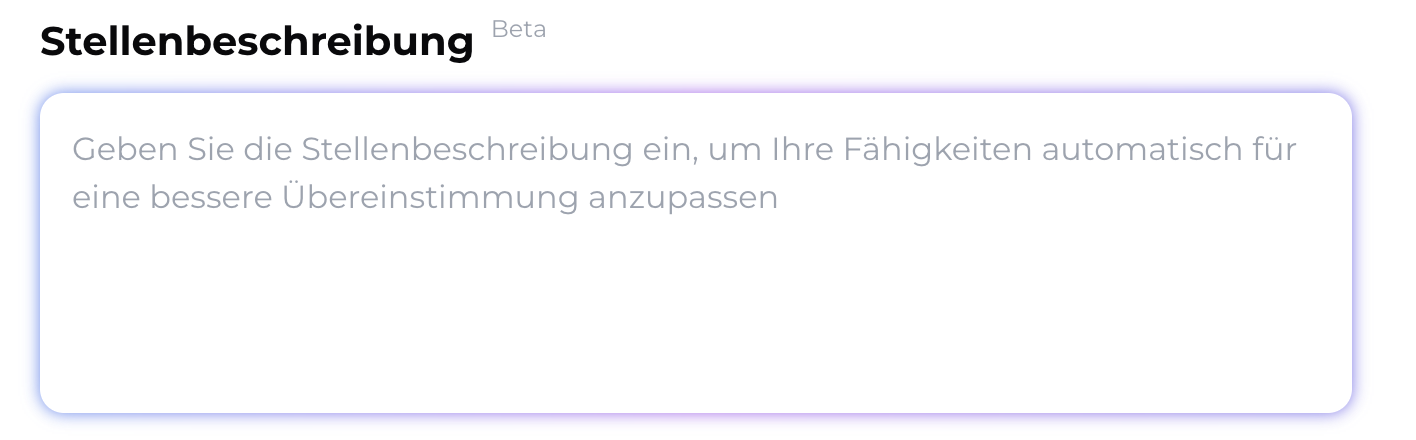 Stellenbeschreibung Beta
Geben Sie die Stellenbeschreibung ein, um Ihre Fähigkeiten automatisch für
eine bessere Übereinstimmung anzupassen